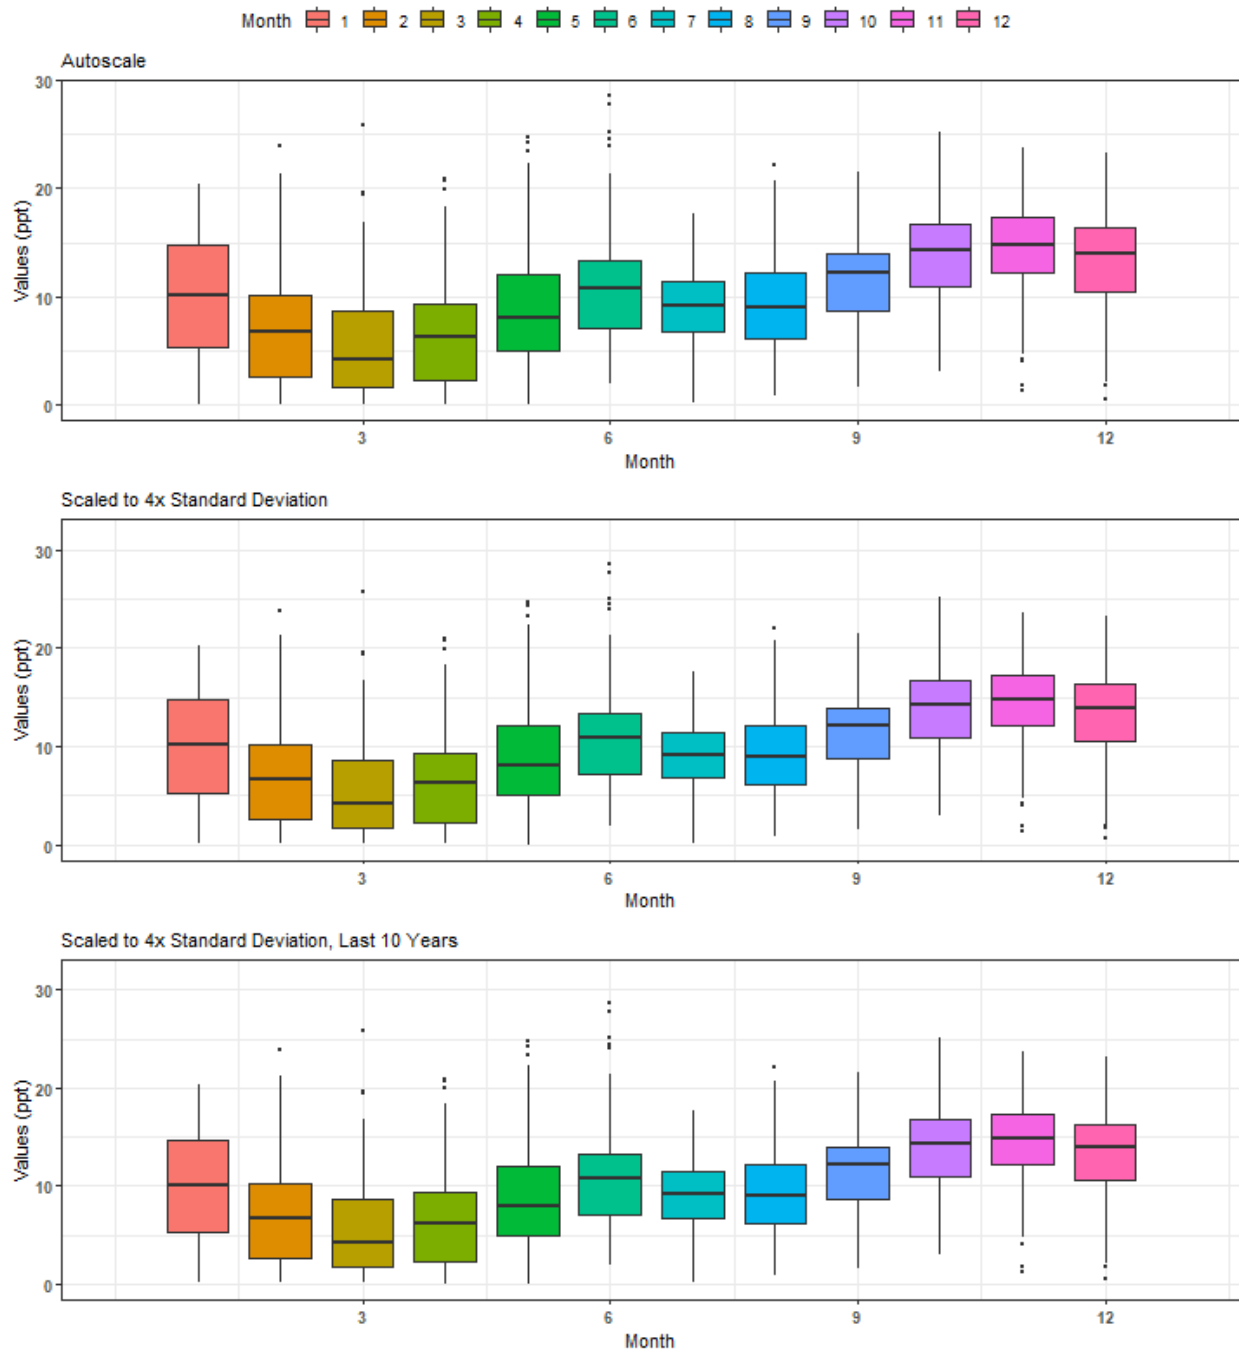 Month 1 2 3 4 5 6 7 8 9 10 11 12
Autoscale
Values (ppt)
30
20
10
0
3 6 9 12
Month
Scaled to 4x Standard Deviation
Values (ppt)
30
20
10
0
3 6 9 12
Month
Scaled to 4x Standard Deviation, Last 10 Years
Values (ppt)
30
20
10
0
3 6 9 12
Month